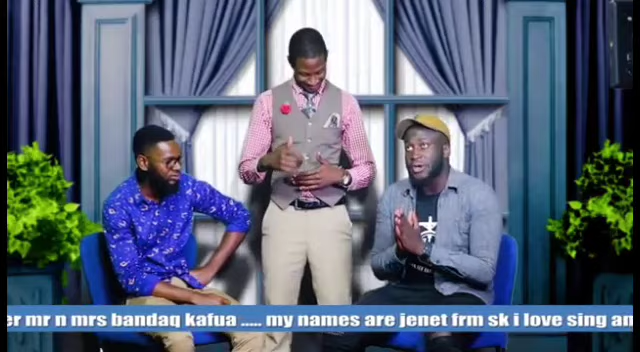 er mr n mrs bandaq kafua ..... my names are jenet frm sk i love sing an